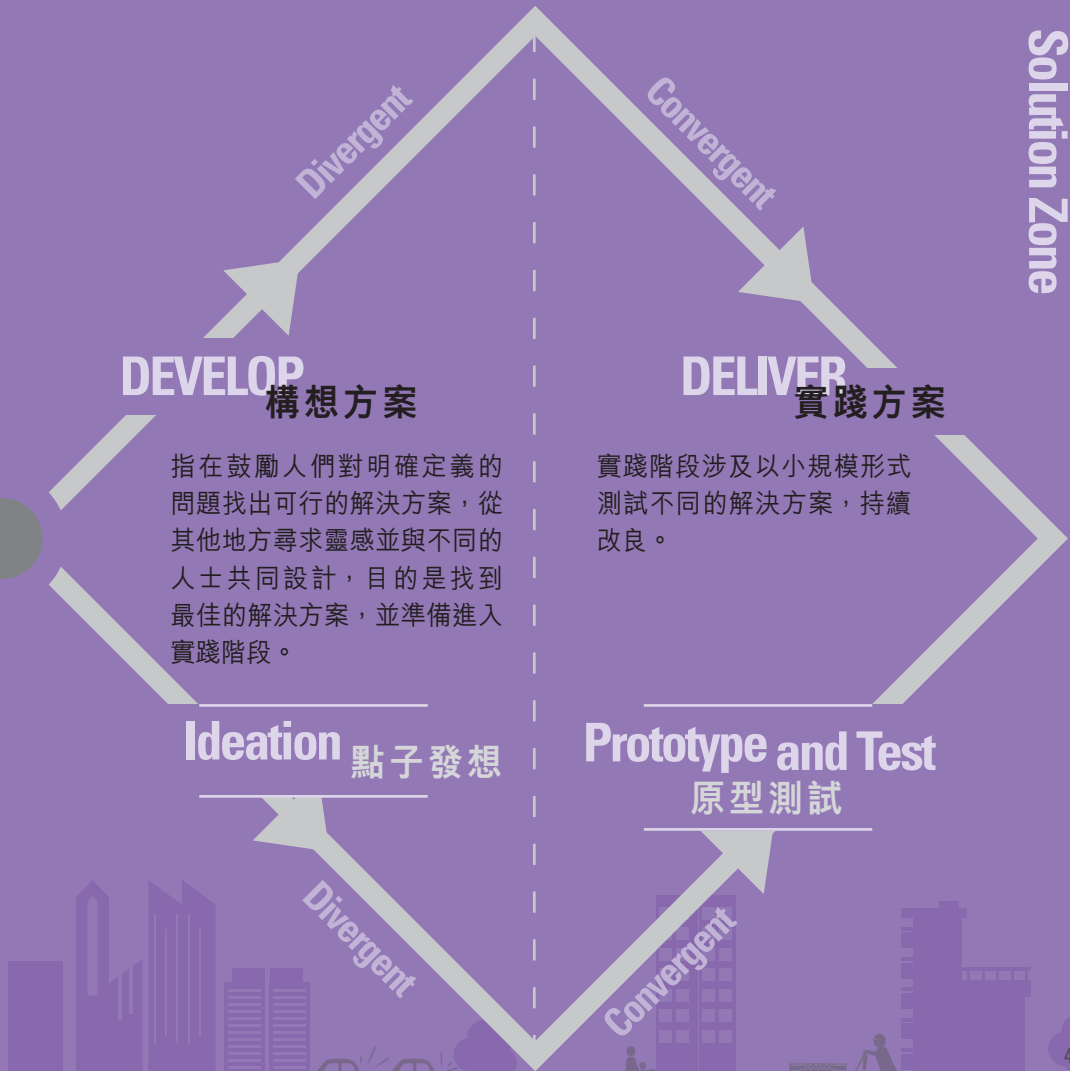 Solution Zone
Divergent
Convergent
DEVELOP
構想方案
指在鼓勵人們對明確定義的
問題找出可行的解決方案，從
其他地方尋求靈感並與不同的
人士共同設計，目的是找到
最佳的解決方案，並準備進入
實踐階段。
DELIVER
實踐方案
實踐階段涉及以小規模形式
測試不同的解決方案，持續
改良。
Ideation 點子發想
Prototype and Test
原型測試
Divergent
Convergent
4